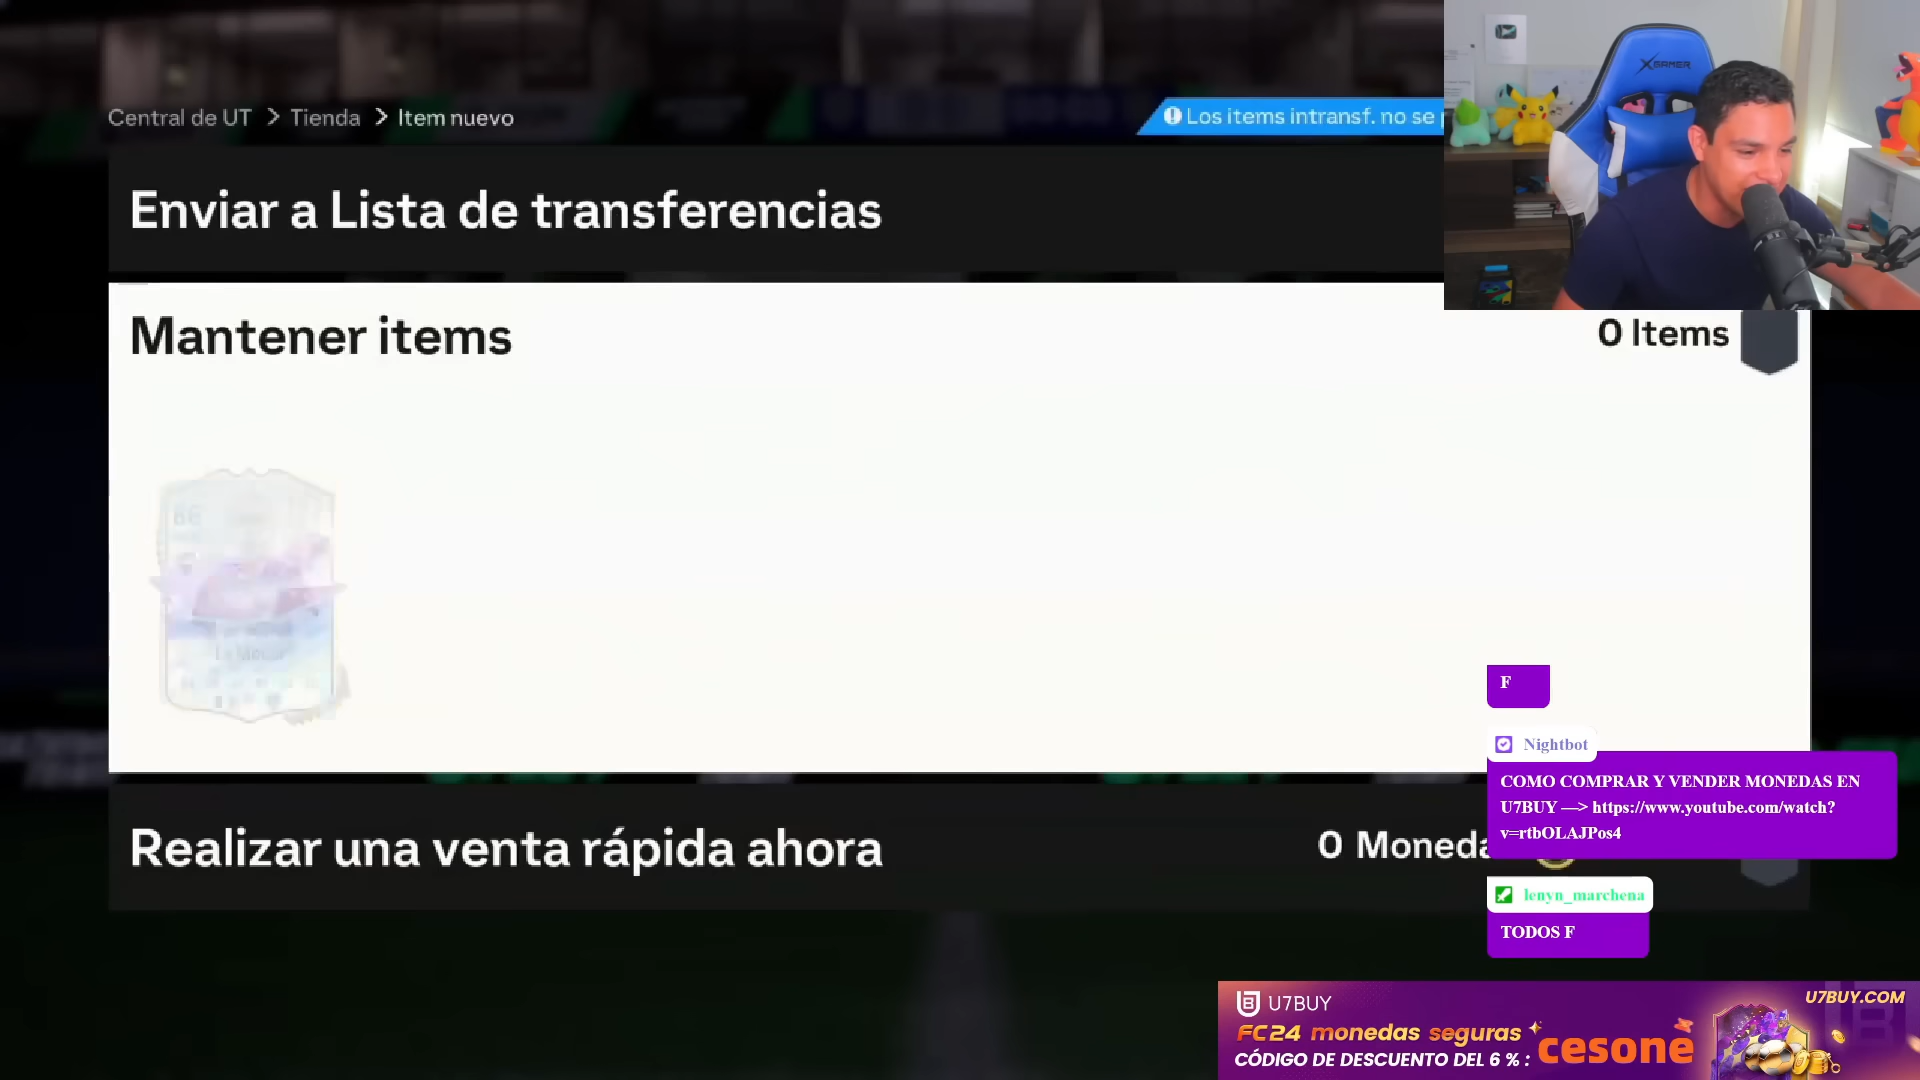 XGAMER
Central de UT > Tienda > Item nuevo
Los items intransf. no se
Enviar a Lista de transferencias
Mantener items
0 Items
86
F
Nightbot
COMO COMPRAR Y VENDER MONEDAS EN
U7BUY —> https://www.youtube.com/watch?
v=rtbOLAJPos4
Realizar una venta rápida ahora
0 Moneda
lenyn_marchena
TODOS F
U7BUY
U7BUY.COM
FC24 monedas seguras
CÓDIGO DE DESCUENTO DEL 6 % :
cesone